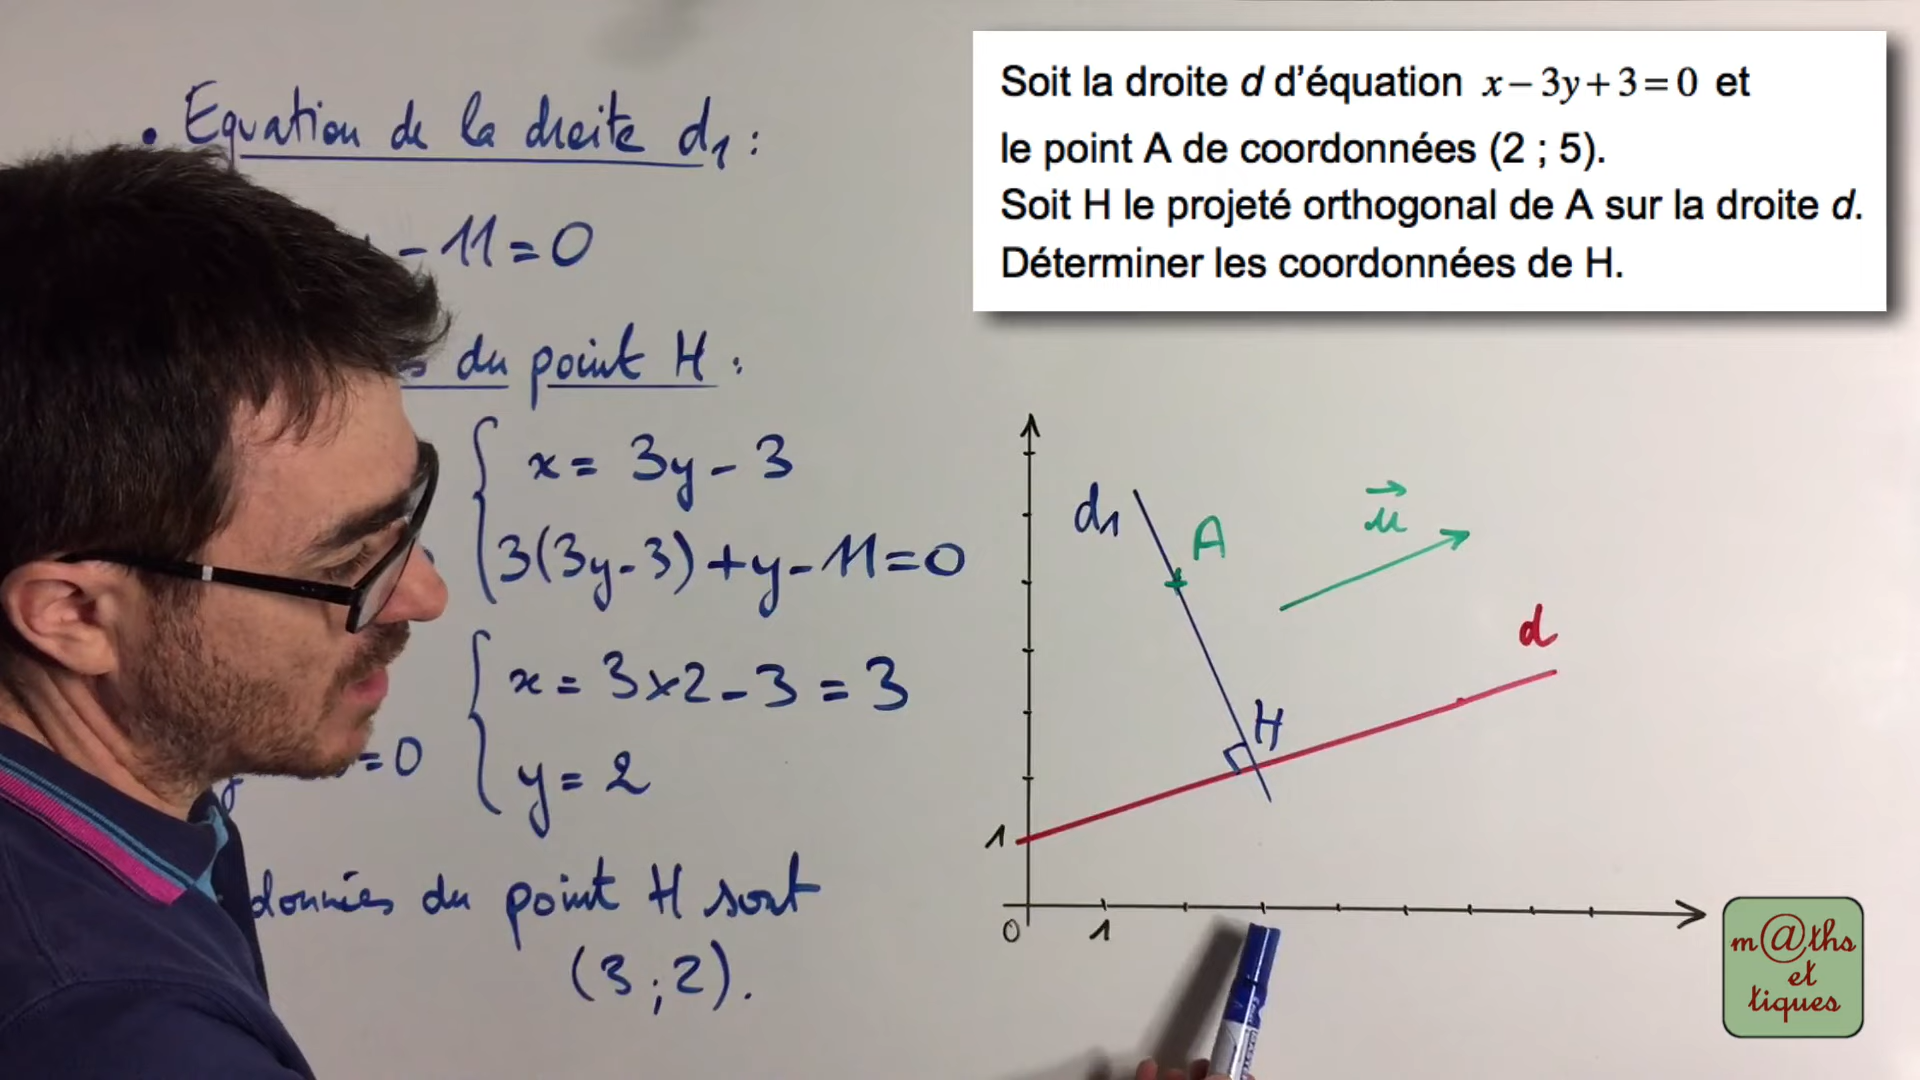 • Equation de la droite d₁ :
- 11 = 0
du point H :
x = 3y - 3
3(3y - 3) + y - 11 = 0
x = 3x2 - 3 = 3
=0
y = 2
données du point H sont
(3 ; 2).
Soit la droite d d'équation x - 3y + 3 = 0 et
le point A de coordonnées (2 ; 5).
Soit H le projeté orthogonal de A sur la droite d.
Déterminer les coordonnées de H.
d₁
A
u⃗
d
H
1
0
1
m@ths
et
tiques